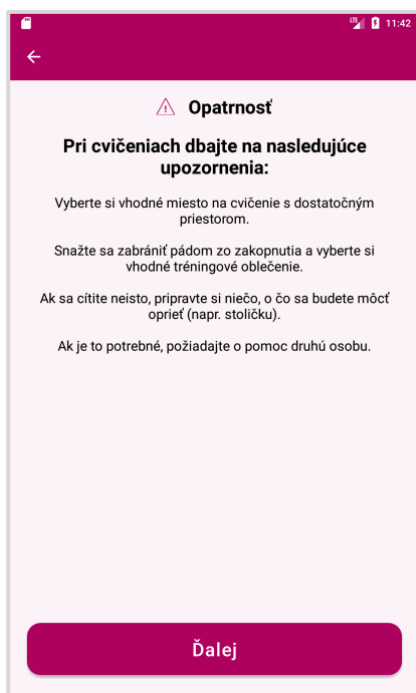 LTE 11:42
Opatrnosť
Pri cvičeniach dbajte na nasledujúce
upozornenia:
Vyberte si vhodné miesto na cvičenie s dostatočným
priestorom.
Snažte sa zabrániť pádom zo zakopnutia a vyberte si
vhodné tréningové oblečenie.
Ak sa cítite neisto, pripravte si niečo, o čo sa budete môcť
oprieť (napr. stoličku).
Ak je to potrebné, požiadajte o pomoc druhú osobu.
Ďalej